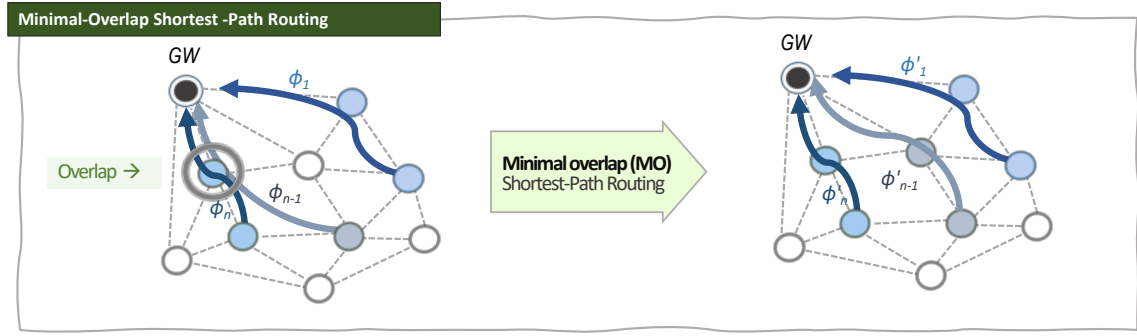 Minimal-Overlap Shortest -Path Routing
GW
ϕ1
Overlap →
ϕn
ϕn-1
Minimal overlap (MO)
Shortest-Path Routing
GW
ϕ'1
ϕ'n
ϕ'n-1